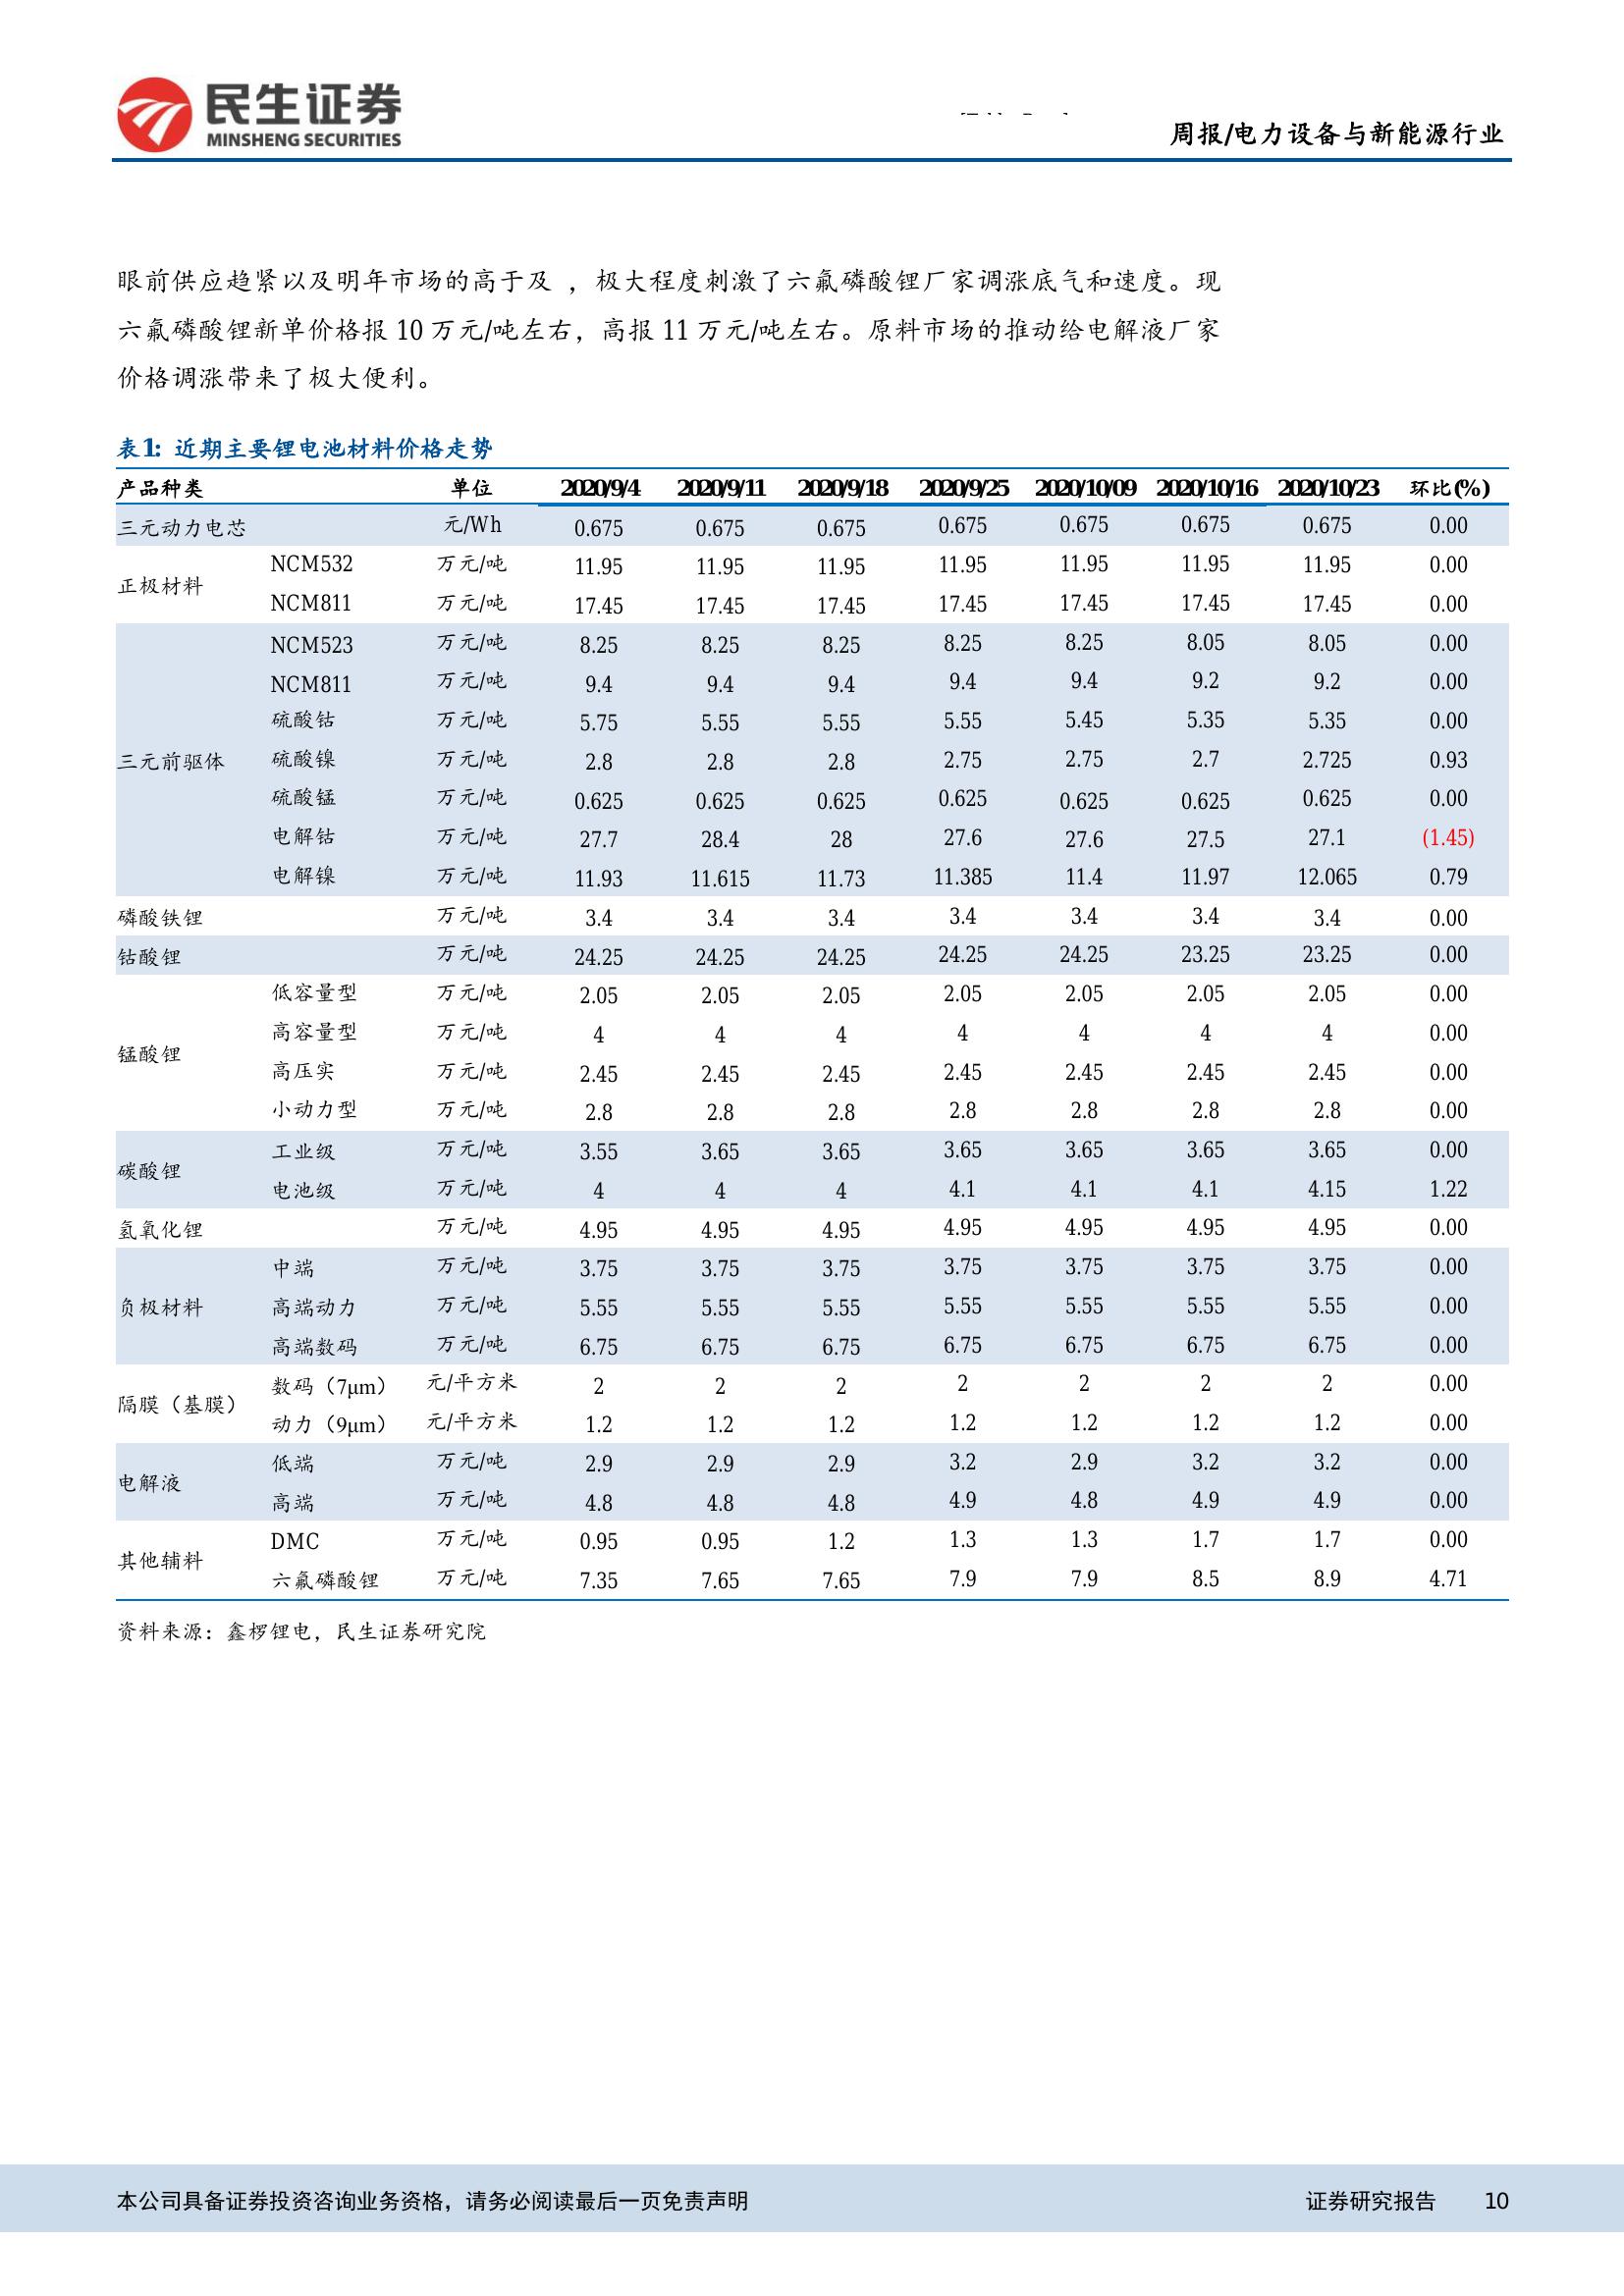 民生证券
MINSHENG SECURITIES
周报/电力设备与新能源行业
眼前供应趋紧以及明年市场的高于及 ，极大程度刺激了六氟磷酸锂厂家调涨底气和速度。现
六氟磷酸锂新单价格报 10 万元/吨左右，高报 11 万元/吨左右。原料市场的推动给电解液厂家
价格调涨带来了极大便利。
表1: 近期主要锂电池材料价格走势
产品种类 单位 2020/9/4 2020/9/11 2020/9/18 2020/9/25 2020/10/09 2020/10/16 2020/10/23 环比(%)
三元动力电芯 元/Wh 0.675 0.675 0.675 0.675 0.675 0.675 0.675 0.00
正极材料 NCM532 万元/吨 11.95 11.95 11.95 11.95 11.95 11.95 11.95 0.00
NCM811 万元/吨 17.45 17.45 17.45 17.45 17.45 17.45 17.45 0.00
三元前驱体 NCM523 万元/吨 8.25 8.25 8.25 8.25 8.25 8.05 8.05 0.00
NCM811 万元/吨 9.4 9.4 9.4 9.4 9.4 9.2 9.2 0.00
硫酸钴 万元/吨 5.75 5.55 5.55 5.55 5.45 5.35 5.35 0.00
硫酸镍 万元/吨 2.8 2.8 2.8 2.75 2.75 2.7 2.725 0.93
硫酸锰 万元/吨 0.625 0.625 0.625 0.625 0.625 0.625 0.625 0.00
电解钴 万元/吨 27.7 28.4 28 27.6 27.6 27.5 27.1 (1.45)
电解镍 万元/吨 11.93 11.615 11.73 11.385 11.4 11.97 12.065 0.79
磷酸铁锂 万元/吨 3.4 3.4 3.4 3.4 3.4 3.4 3.4 0.00
钴酸锂 万元/吨 24.25 24.25 24.25 24.25 24.25 23.25 23.25 0.00
锰酸锂 低容量型 万元/吨 2.05 2.05 2.05 2.05 2.05 2.05 2.05 0.00
高容量型 万元/吨 4 4 4 4 4 4 4 0.00
高压实 万元/吨 2.45 2.45 2.45 2.45 2.45 2.45 2.45 0.00
小动力型 万元/吨 2.8 2.8 2.8 2.8 2.8 2.8 2.8 0.00
碳酸锂 工业级 万元/吨 3.55 3.65 3.65 3.65 3.65 3.65 3.65 0.00
电池级 万元/吨 4 4 4 4.1 4.1 4.1 4.15 1.22
氢氧化锂 万元/吨 4.95 4.95 4.95 4.95 4.95 4.95 4.95 0.00
负极材料 中端 万元/吨 3.75 3.75 3.75 3.75 3.75 3.75 3.75 0.00
高端动力 万元/吨 5.55 5.55 5.55 5.55 5.55 5.55 5.55 0.00
高端数码 万元/吨 6.75 6.75 6.75 6.75 6.75 6.75 6.75 0.00
隔膜（基膜） 数码（7μm） 元/平方米 2 2 2 2 2 2 2 0.00
动力（9μm） 元/平方米 1.2 1.2 1.2 1.2 1.2 1.2 1.2 0.00
电解液 低端 万元/吨 2.9 2.9 2.9 3.2 2.9 3.2 3.2 0.00
高端 万元/吨 4.8 4.8 4.8 4.9 4.8 4.9 4.9 0.00
其他辅料 DMC 万元/吨 0.95 0.95 1.2 1.3 1.3 1.7 1.7 0.00
六氟磷酸锂 万元/吨 7.35 7.65 7.65 7.9 7.9 8.5 8.9 4.71
资料来源：鑫椤锂电，民生证券研究院
本公司具备证券投资咨询业务资格，请务必阅读最后一页免责声明 证券研究报告 10